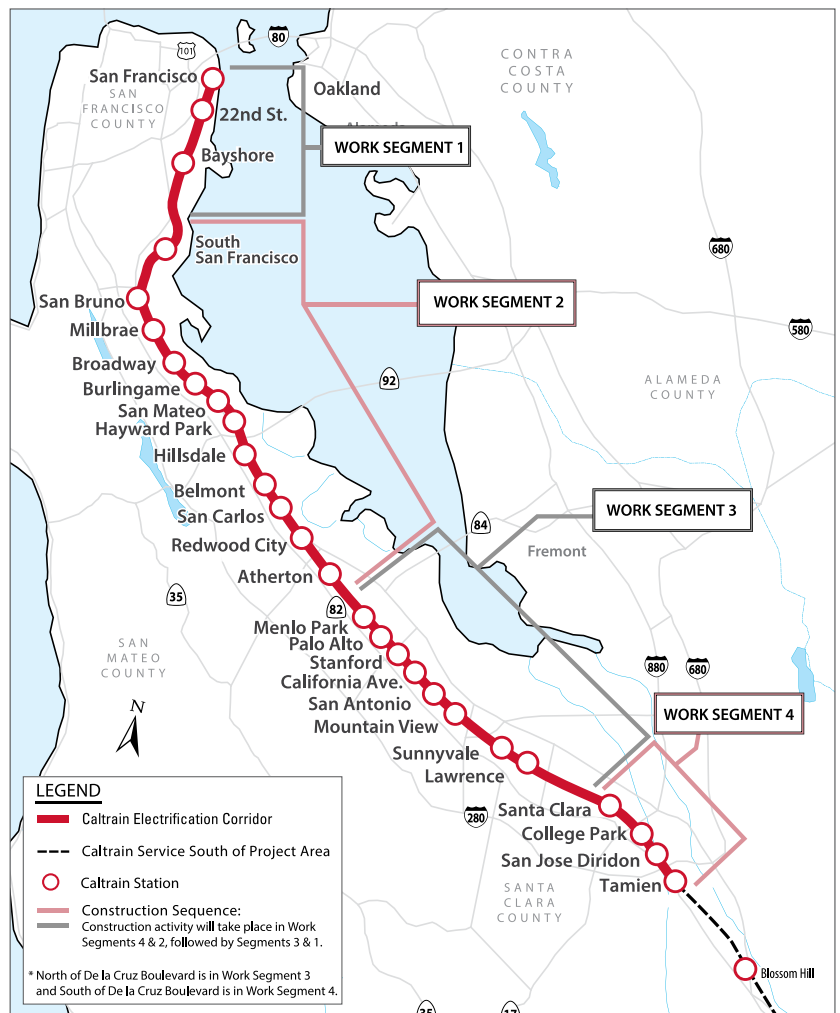 80
101
CONTRA
COSTA
COUNTY
San Francisco
SAN
FRANCISCO
COUNTY
Oakland
22nd St.
Alameda
WORK SEGMENT 1
Bayshore
680
South
San Francisco
San Bruno
WORK SEGMENT 2
Millbrae
580
Broadway
92
ALAMEDA
COUNTY
Burlingame
San Mateo
Hayward Park
Hillsdale
Belmont
San Carlos
WORK SEGMENT 3
84
Redwood City
Fremont
Atherton
35
82
Menlo Park
Palo Alto
Stanford
SAN
MATEO
COUNTY
880
680
California Ave.
San Antonio
WORK SEGMENT 4
Mountain View
N
Sunnyvale
Lawrence
280
Santa Clara
College Park
San Jose Diridon
Tamien
SANTA
CLARA
COUNTY
Blossom Hill
LEGEND
Caltrain Electrification Corridor
Caltrain Service South of Project Area
Caltrain Station
Construction Sequence:
Construction activity will take place in Work
Segments 4 & 2, followed by Segments 3 & 1.
* North of De la Cruz Boulevard is in Work Segment 3
and South of De la Cruz Boulevard is in Work Segment 4.
35
17